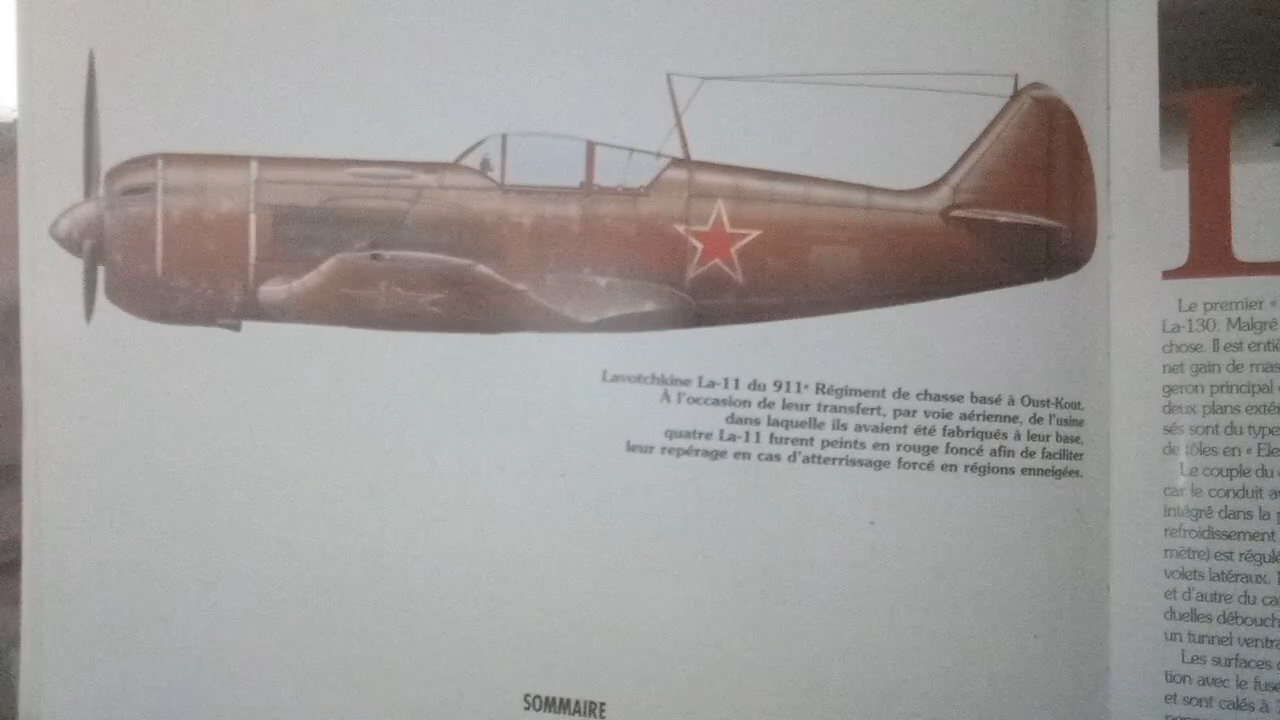 Lavotchkine La-11 du 911e Régiment de chasse basé à Oust-Kout.
À l'occasion de leur transfert, par voie aérienne, de l'usine
dans laquelle ils avaient été fabriqués à leur base,
quatre La-11 furent peints en rouge foncé afin de faciliter
leur repérage en cas d'atterrissage forcé en régions enneigées.
SOMMAIRE
L
Le premier «
La-130. Malgré
chose. Il est enti
net gain de mas
geron principal
deux plans exté
sés sont du type
de tôles en « Ele
Le couple du
car le conduit a
intégré dans la
refroidissement
mètre) est régul
volets latéraux.
et d'autre du ca
duelles débouch
un tunnel ventra
Les surfaces
tion avec le fuse
et sont calés à